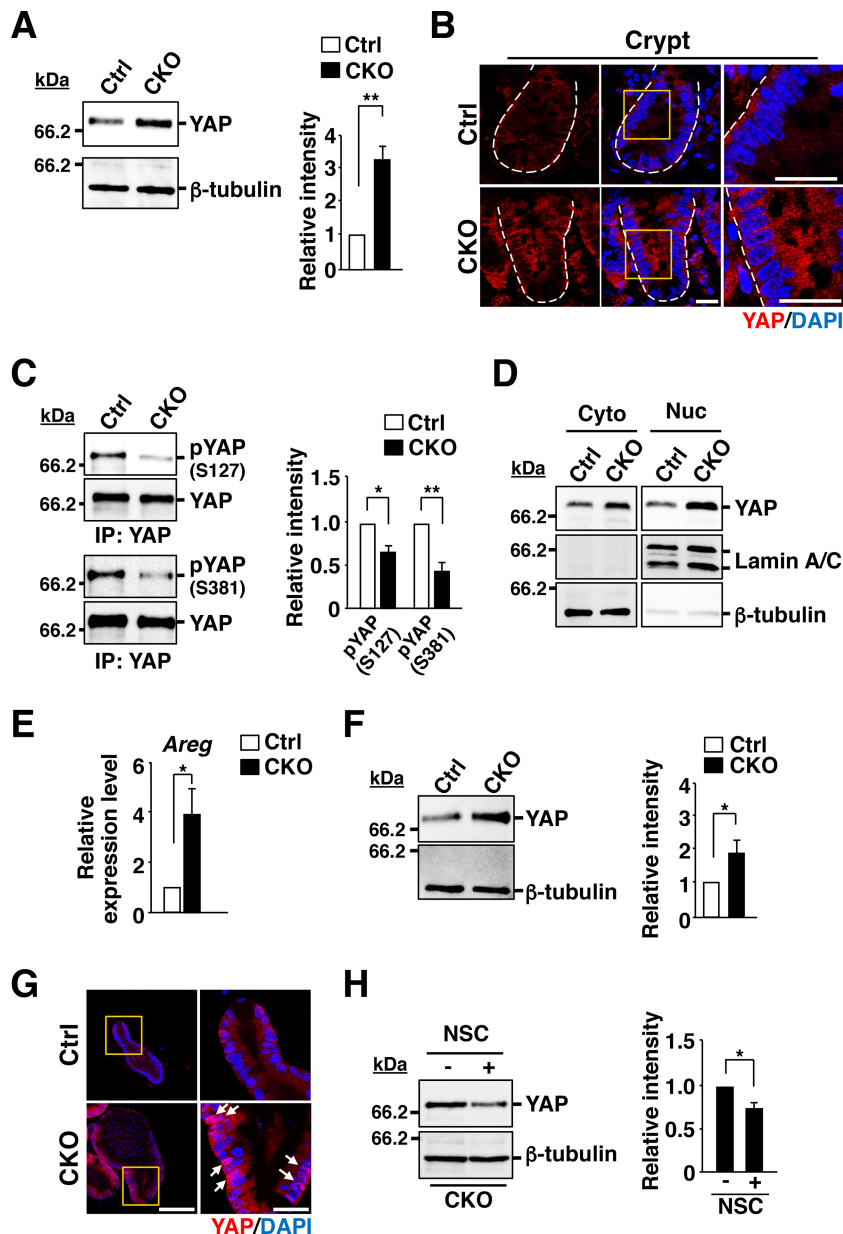 A
kDa
Ctrl
CKO
66.2
YAP
66.2
β-tubulin
Ctrl
CKO
Relative intensity
4
3
2
1
0
**
B
Crypt
Ctrl
CKO
YAP/DAPI
C
kDa
Ctrl
CKO
66.2
pYAP
(S127)
YAP
IP: YAP
66.2
pYAP
(S381)
66.2
YAP
IP: YAP
Ctrl
CKO
Relative intensity
1.5
1.0
0.5
0
*
**
pYAP
(S127)
pYAP
(S381)
D
Cyto
Nuc
kDa
Ctrl
CKO
Ctrl
CKO
66.2
YAP
66.2
Lamin A/C
66.2
β-tubulin
E
Areg
Ctrl
CKO
Relative
expression level
6
4
2
0
*
F
kDa
Ctrl
CKO
66.2
YAP
66.2
β-tubulin
Ctrl
CKO
Relative intensity
4
3
2
1
0
*
G
Ctrl
CKO
YAP/DAPI
H
NSC
kDa
- +
66.2
YAP
66.2
β-tubulin
CKO
Relative intensity
1.5
1.0
0.5
0
*
- +
NSC